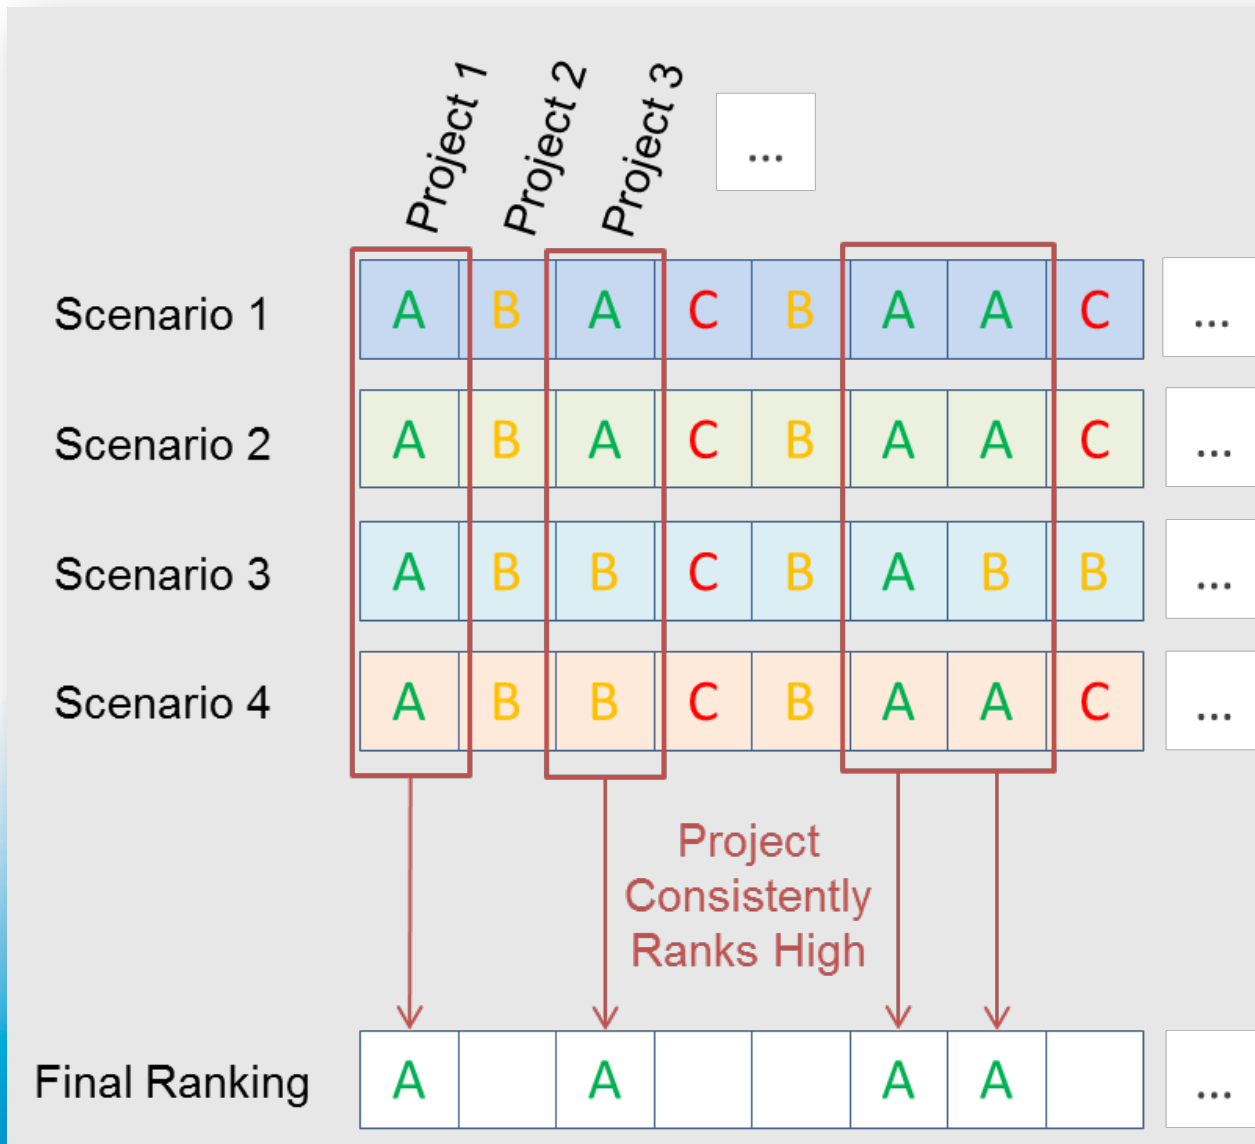 Project 1
Project 2
Project 3
...
Scenario 1 A B A C B A A C ...
Scenario 2 A B A C B A A C ...
Scenario 3 A B B C B A B B ...
Scenario 4 A B B C B A A C ...
Project
Consistently
Ranks High
Final Ranking A A A A ...